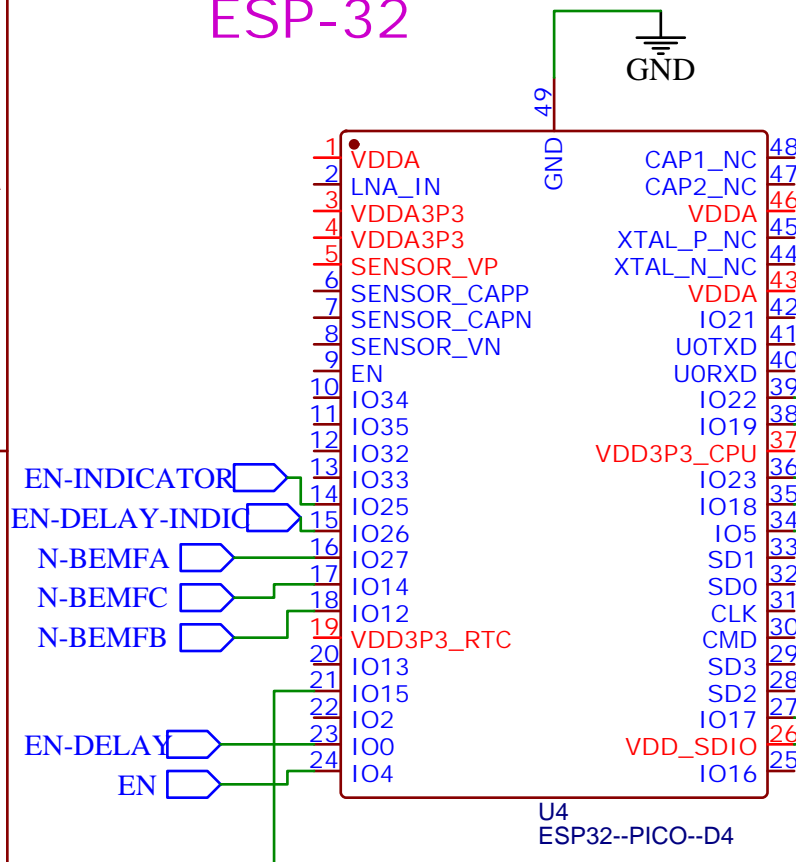 ESP-32
GND
49
GND
1 VDDA
2 LNA_IN
3 VDDA3P3
4 VDDA3P3
5 SENSOR_VP
6 SENSOR_CAPP
7 SENSOR_CAPN
8 SENSOR_VN
9 EN
10 IO34
11 IO35
12 IO32
13 IO33
14 IO25
15 IO26
16 IO27
17 IO14
18 IO12
19 VDD3P3_RTC
20 IO13
21 IO15
22 IO2
23 IO0
24 IO4
CAP1_NC 48
CAP2_NC 47
VDDA 46
XTAL_P_NC 45
XTAL_N_NC 44
VDDA 43
IO21 42
U0TXD 41
U0RXD 40
IO22 39
IO19 38
VDD3P3_CPU 37
IO23 36
IO18 35
IO5 34
SD1 33
SD0 32
CLK 31
CMD 30
SD3 29
SD2 28
IO17 27
VDD_SDIO 26
IO16 25
EN-INDICATOR
EN-DELAY-INDIC
N-BEMFA
N-BEMFC
N-BEMFB
EN-DELAY
EN
U4
ESP32--PICO--D4